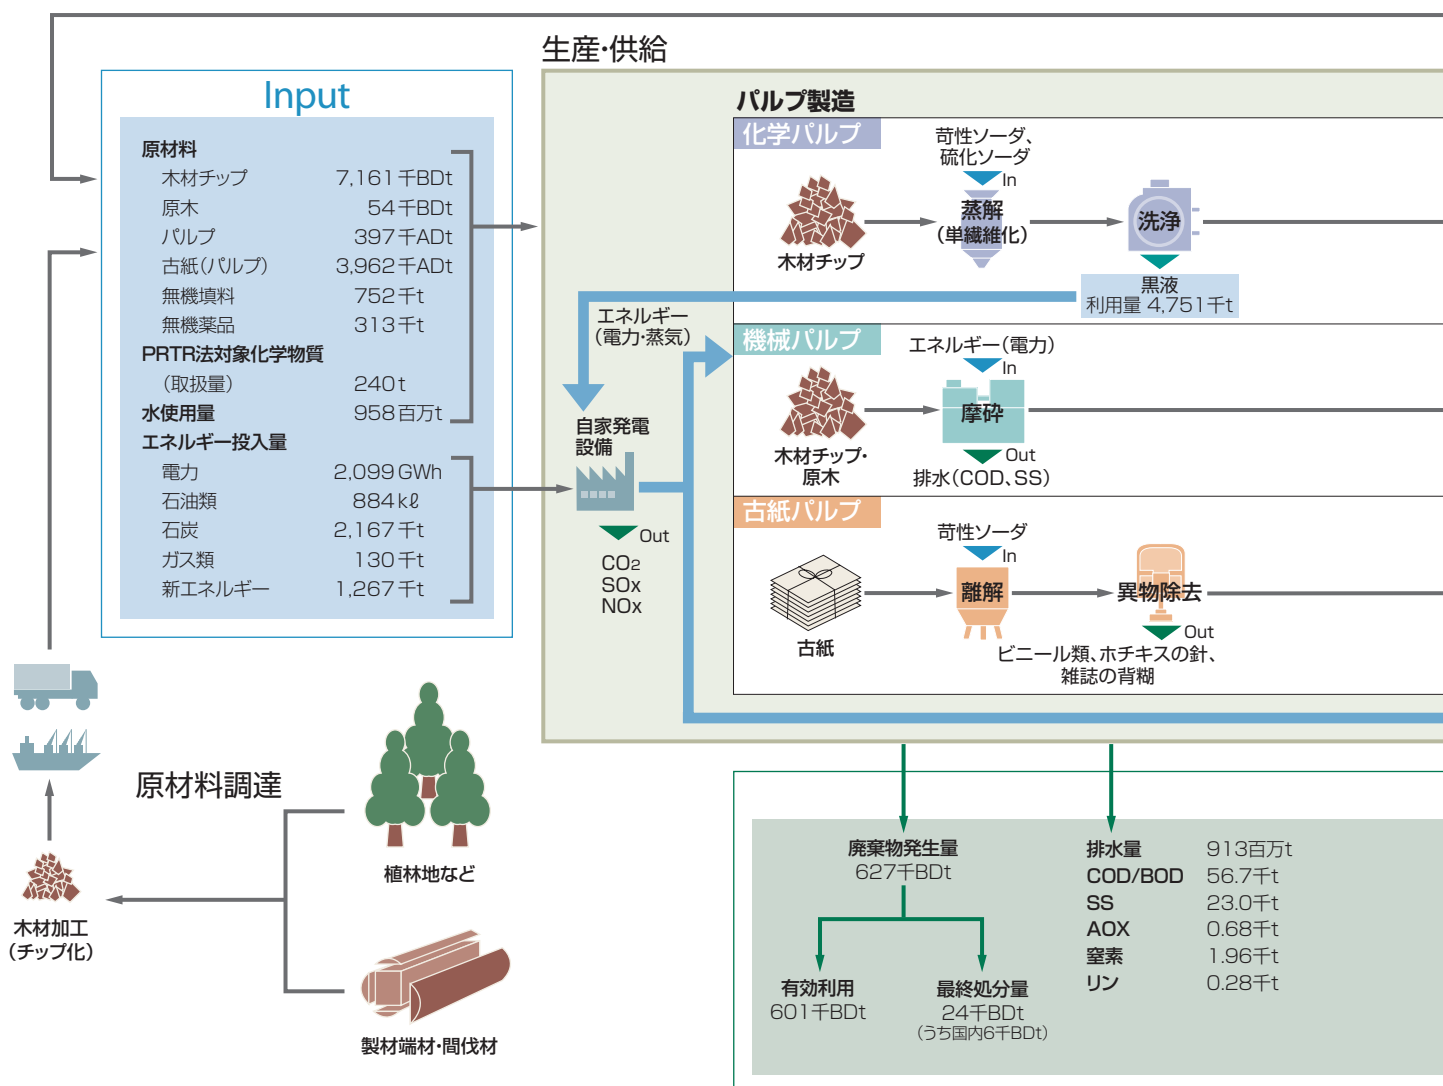 生産・供給
Input
原材料
木材チップ 7,161千BDt
原木 54千BDt
パルプ 397千ADt
古紙(パルプ) 3,962千ADt
無機填料 752千t
無機薬品 313千t
PRTR法対象化学物質
(取扱量) 240t
水使用量 958百万t
エネルギー投入量
電力 2,099GWh
石油類 884kℓ
石炭 2,167千t
ガス類 130千t
新エネルギー 1,267千t
パルプ製造
化学パルプ
木材チップ
苛性ソーダ、
硫化ソーダ
In
蒸解
(単繊維化)
洗浄
黒液
利用量 4,751千t
エネルギー
(電力・蒸気)
自家発電
設備
Out
CO2
SOx
NOx
機械パルプ
木材チップ・
原木
エネルギー(電力)
In
摩砕
Out
排水(COD、SS)
古紙パルプ
古紙
苛性ソーダ
In
離解
異物除去
Out
ビニール類、ホチキスの針、
雑誌の背糊
原材料調達
植林地など
製材端材・間伐材
木材加工
(チップ化)
廃棄物発生量
627千BDt
有効利用
601千BDt
最終処分量
24千BDt
(うち国内6千BDt)
排水量 913百万t
COD/BOD 56.7千t
SS 23.0千t
AOX 0.68千t
窒素 1.96千t
リン 0.28千t